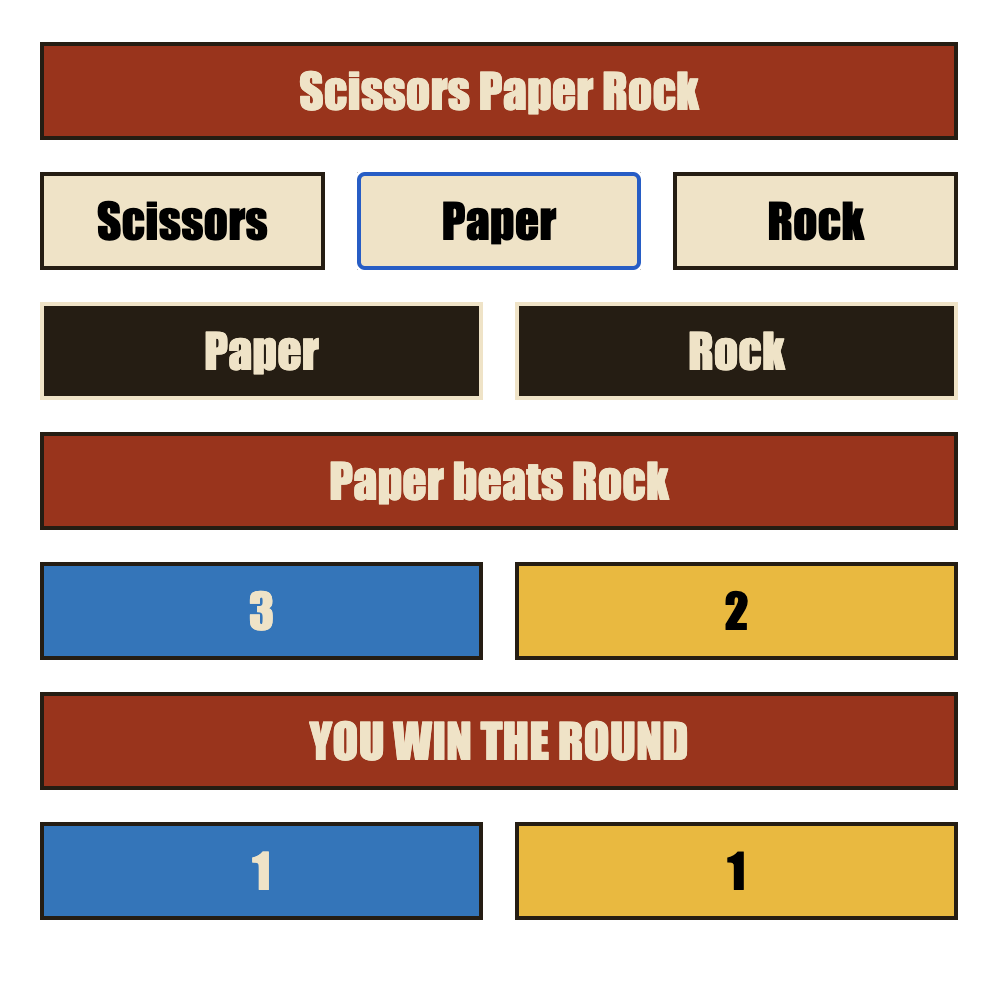 Scissors Paper Rock
Scissors Paper Rock
Paper Rock
Paper beats Rock
3 2
YOU WIN THE ROUND
1 1